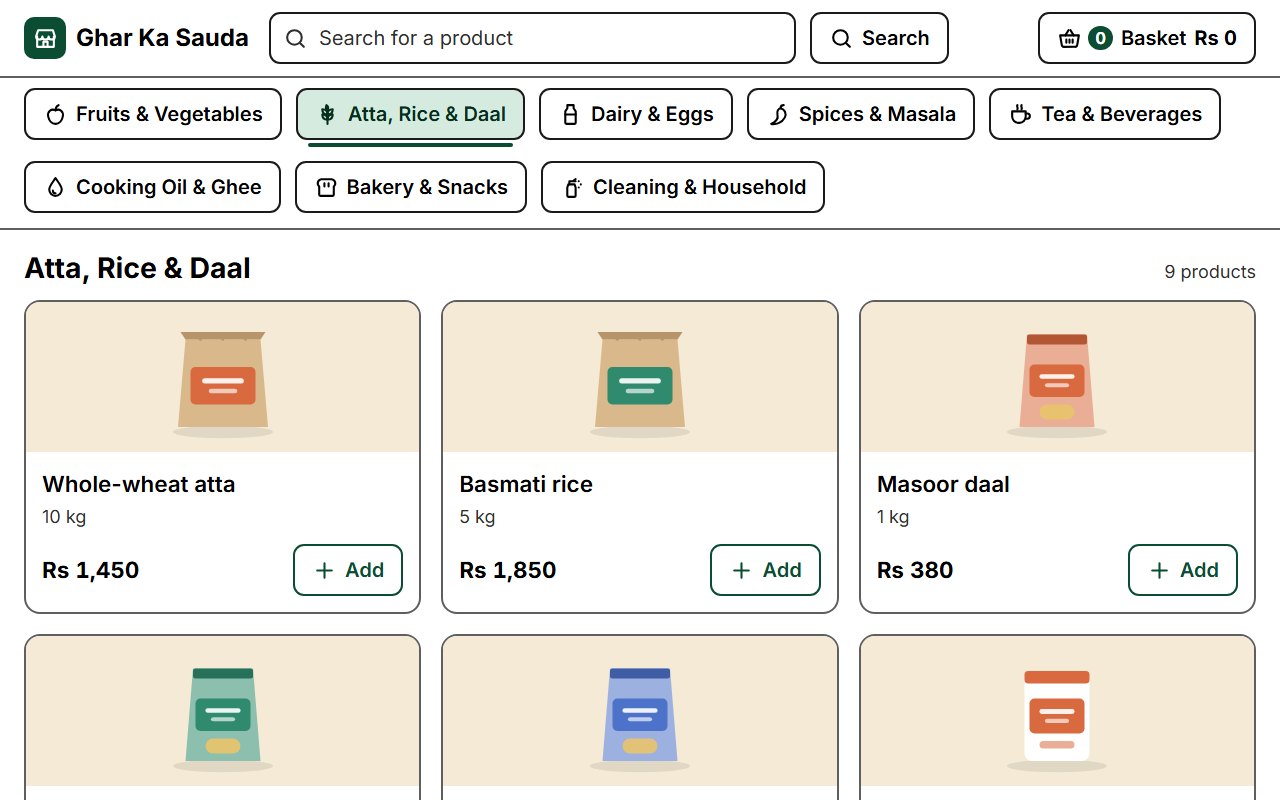 Ghar Ka Sauda
Search for a product
Search
0 Basket Rs 0
Fruits & Vegetables
Atta, Rice & Daal
Dairy & Eggs
Spices & Masala
Tea & Beverages
Cooking Oil & Ghee
Bakery & Snacks
Cleaning & Household
Atta, Rice & Daal
9 products
Whole-wheat atta
10 kg
Rs 1,450
Add
Basmati rice
5 kg
Rs 1,850
Add
Masoor daal
1 kg
Rs 380
Add